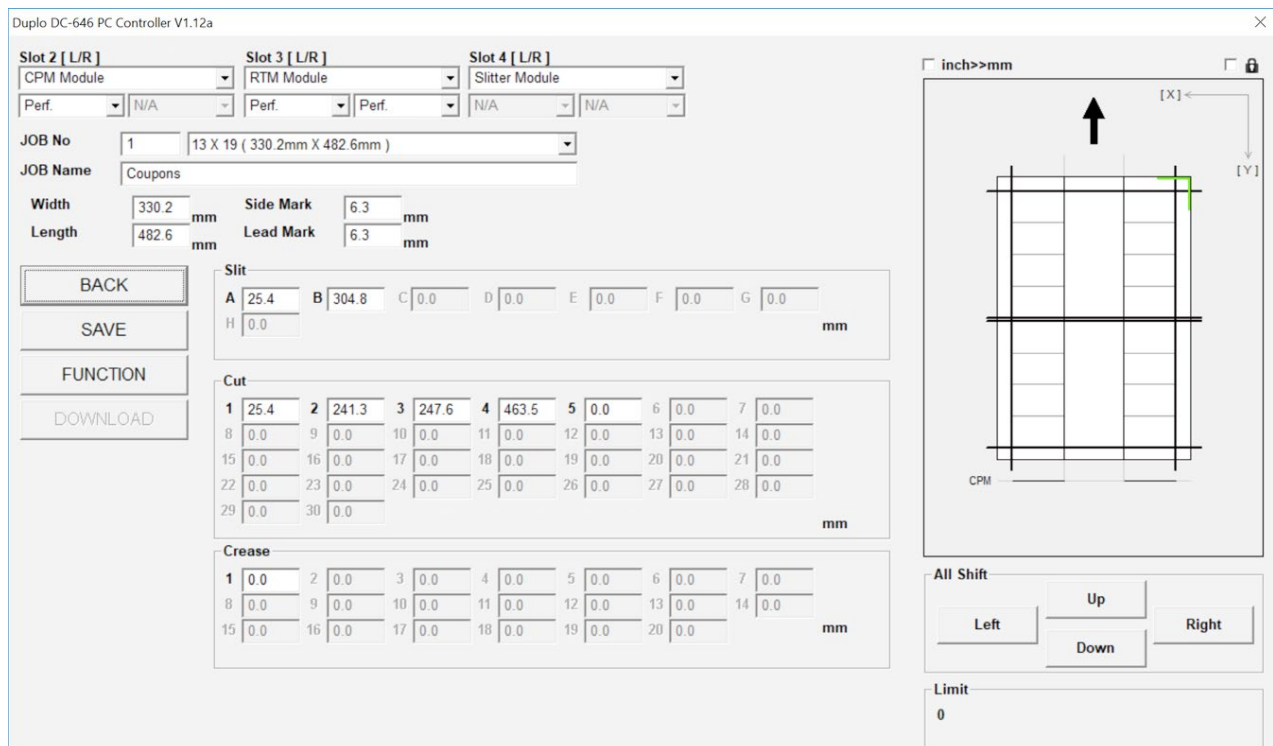 Duplo DC-646 PC Controller V1.12a
Slot 2 [ L/R ] Slot 3 [ L/R ] Slot 4 [ L/R ]
CPM Module RTM Module Slitter Module
Perf. N/A Perf. Perf. N/A N/A
JOB No 1 13 X 19 ( 330.2mm X 482.6mm )
JOB Name Coupons
Width 330.2 mm Side Mark 6.3 mm
Length 482.6 mm Lead Mark 6.3 mm
BACK
SAVE
FUNCTION
DOWNLOAD
Slit
A 25.4 B 304.8 C 0.0 D 0.0 E 0.0 F 0.0 G 0.0
H 0.0 mm
Cut
1 25.4 2 241.3 3 247.6 4 463.5 5 0.0 6 0.0 7 0.0
8 0.0 9 0.0 10 0.0 11 0.0 12 0.0 13 0.0 14 0.0
15 0.0 16 0.0 17 0.0 18 0.0 19 0.0 20 0.0 21 0.0
22 0.0 23 0.0 24 0.0 25 0.0 26 0.0 27 0.0 28 0.0
29 0.0 30 0.0
mm
Crease
1 0.0 2 0.0 3 0.0 4 0.0 5 0.0 6 0.0 7 0.0
8 0.0 9 0.0 10 0.0 11 0.0 12 0.0 13 0.0 14 0.0
15 0.0 16 0.0 17 0.0 18 0.0 19 0.0 20 0.0 mm
inch>>mm
[X]
[Y]
CPM
All Shift
Up
Left Right
Down
Limit
0